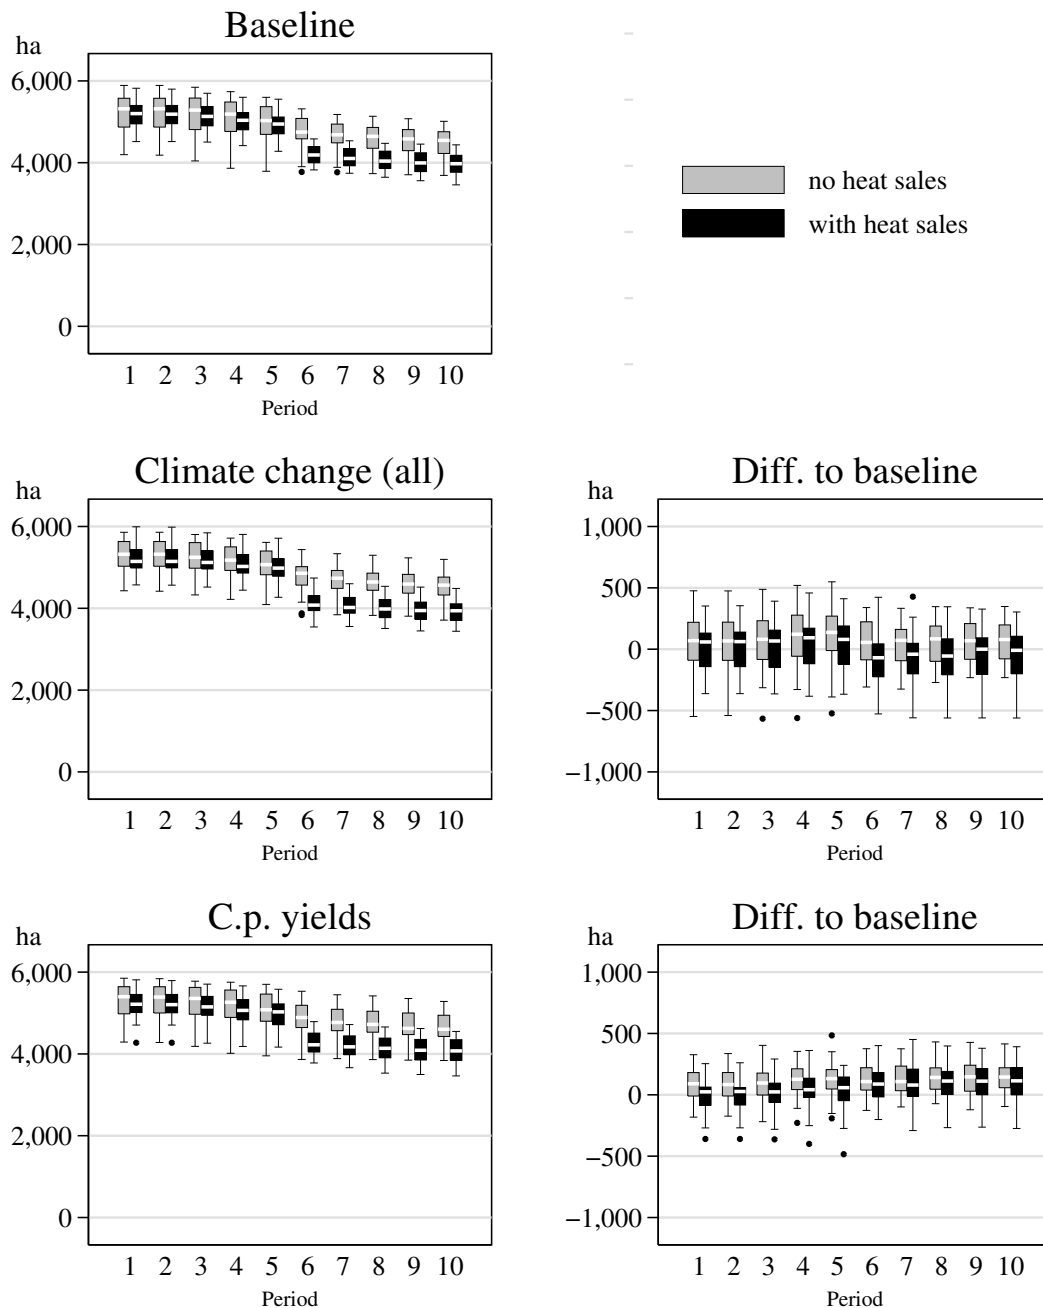 Baseline
ha
6,000
4,000
2,000
0
1 2 3 4 5 6 7 8 9 10
Period
no heat sales
with heat sales
Climate change (all)
ha
6,000
4,000
2,000
0
1 2 3 4 5 6 7 8 9 10
Period
Diff. to baseline
ha
1,000
500
0
−500
−1,000
1 2 3 4 5 6 7 8 9 10
Period
C.p. yields
ha
6,000
4,000
2,000
0
1 2 3 4 5 6 7 8 9 10
Period
Diff. to baseline
ha
1,000
500
0
−500
−1,000
1 2 3 4 5 6 7 8 9 10
Period